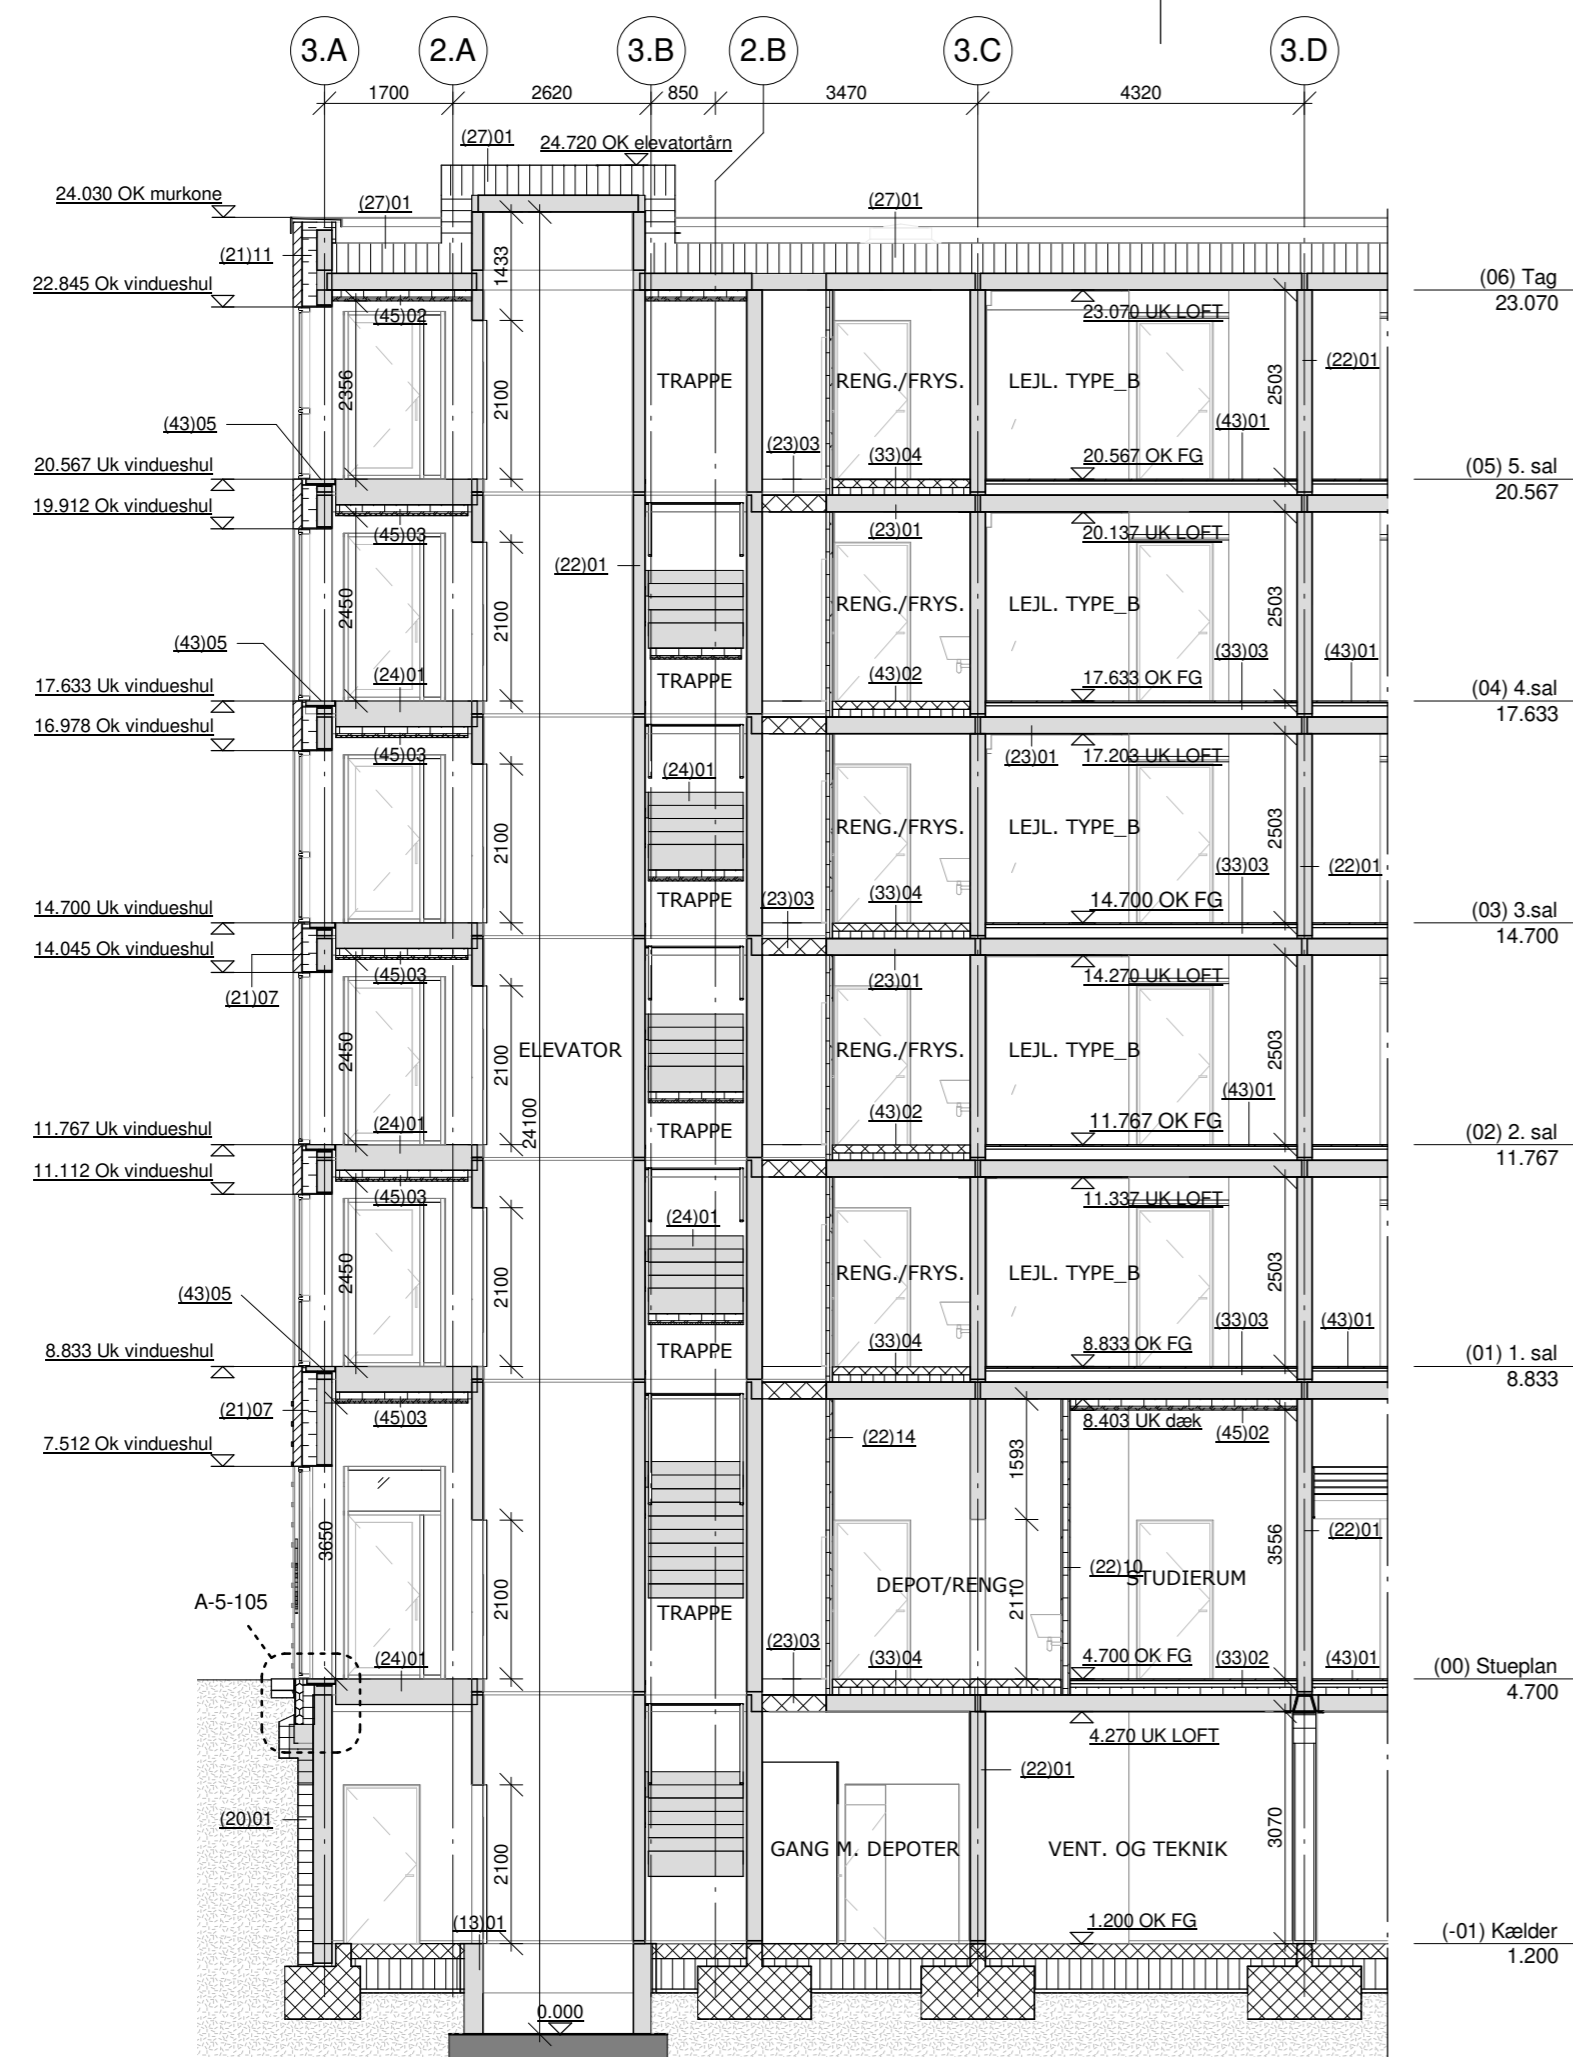 3.A 2.A 3.B 2.B 3.C 3.D
1700 2620 850 3470 4320
(27)01 24.720 OK elevatortårn
24.030 OK murkone (27)01 (27)01
(21)11 1433
22.845 Ok vindueshul
(06) Tag
23.070
(45)02 23.070 UK LOFT
(22)01
2356 2100 TRAPPE RENG./FRYS. LEJL. TYPE_B 2503
(43)05 (23)03 (43)01
20.567 Uk vindueshul (33)04 20.567 OK FG
(05) 5. sal
20.567
19.912 Ok vindueshul
(45)03 (23)01 20.137 UK LOFT
(22)01
2450 2100 RENG./FRYS. LEJL. TYPE_B 2503
(43)05 (33)03 (43)01
17.633 Uk vindueshul (24)01 TRAPPE (43)02 17.633 OK FG
(04) 4.sal
17.633
16.978 Ok vindueshul
(45)03 (24)01 (23)01 17.203 UK LOFT
2100 RENG./FRYS. LEJL. TYPE_B 2503
(33)03 (22)01
14.700 Uk vindueshul TRAPPE (23)03 (33)04 14.700 OK FG
(03) 3.sal
14.700
14.045 Ok vindueshul
(21)07 (45)03 (23)01 14.270 UK LOFT
2450 2100 ELEVATOR RENG./FRYS. LEJL. TYPE_B 2503
24100
(43)01
11.767 Uk vindueshul (24)01 TRAPPE (43)02 11.767 OK FG
(02) 2. sal
11.767
11.112 Ok vindueshul
(45)03 (24)01 11.337 UK LOFT
2450 2100 RENG./FRYS. LEJL. TYPE_B 2503
(43)05 (33)03 (43)01
8.833 Uk vindueshul TRAPPE (33)04 8.833 OK FG
(01) 1. sal
8.833
(21)07 (45)03 8.403 UK dæk (45)02
7.512 Ok vindueshul (22)14 1593
3650 3556 (22)01
(22)10
A-5-105 2100 TRAPPE DEPOT/RENG. 2110 STUDIERUM
(23)03
(24)01 (33)04 4.700 OK FG (33)02 (43)01
(00) Stueplan
4.700
4.270 UK LOFT
(22)01
(20)01 3070
2100 GANG M. DEPOTER VENT. OG TEKNIK
(13)01 1.200 OK FG
(-01) Kælder
1.200
0.000